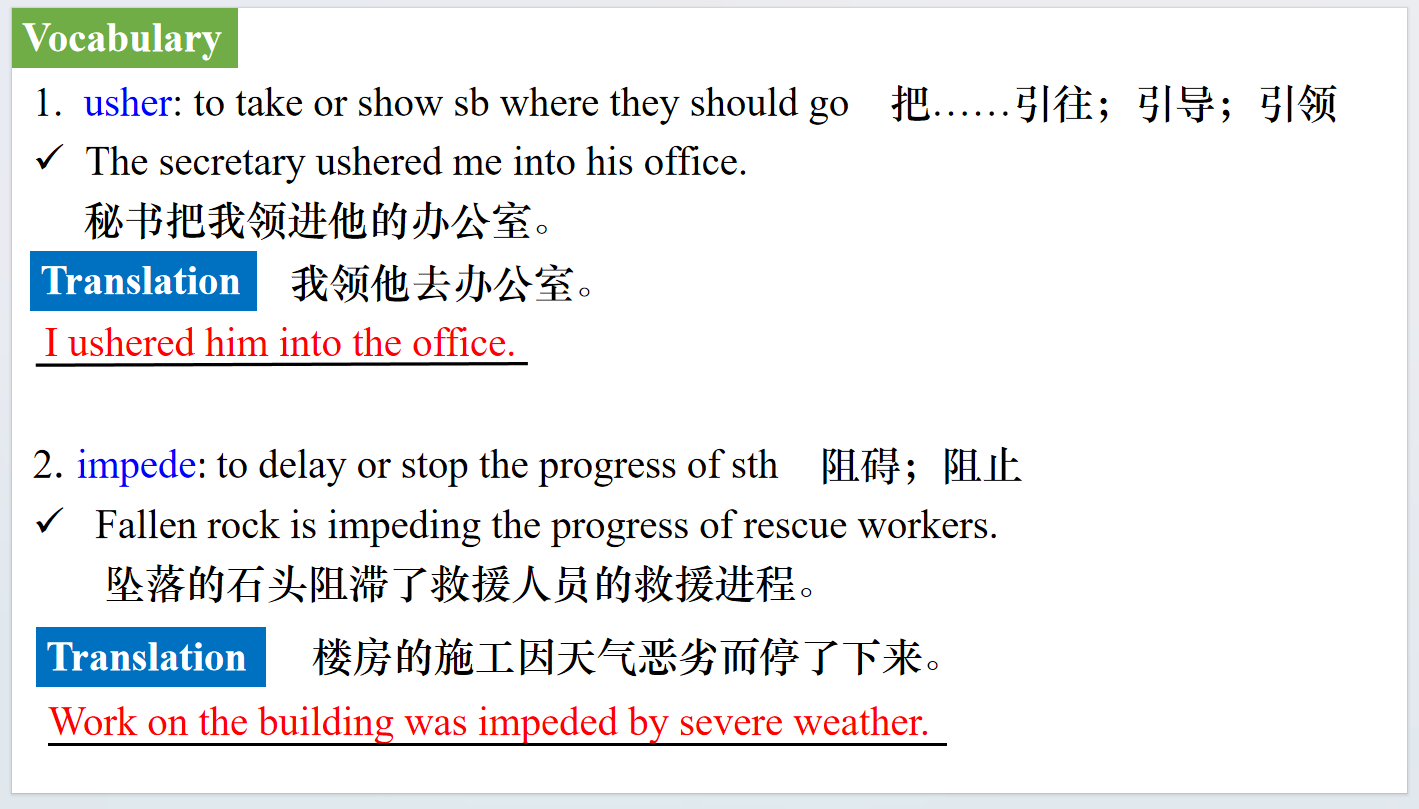 Vocabulary
1. usher: to take or show sb where they should go 把……引往；引导；引领
✓ The secretary ushered me into his office.
秘书把我领进他的办公室。
Translation 我领他去办公室。
I ushered him into the office.
2. impede: to delay or stop the progress of sth 阻碍；阻止
✓ Fallen rock is impeding the progress of rescue workers.
坠落的石头阻滞了救援人员的救援进程。
Translation 楼房的施工因天气恶劣而停了下来。
Work on the building was impeded by severe weather.